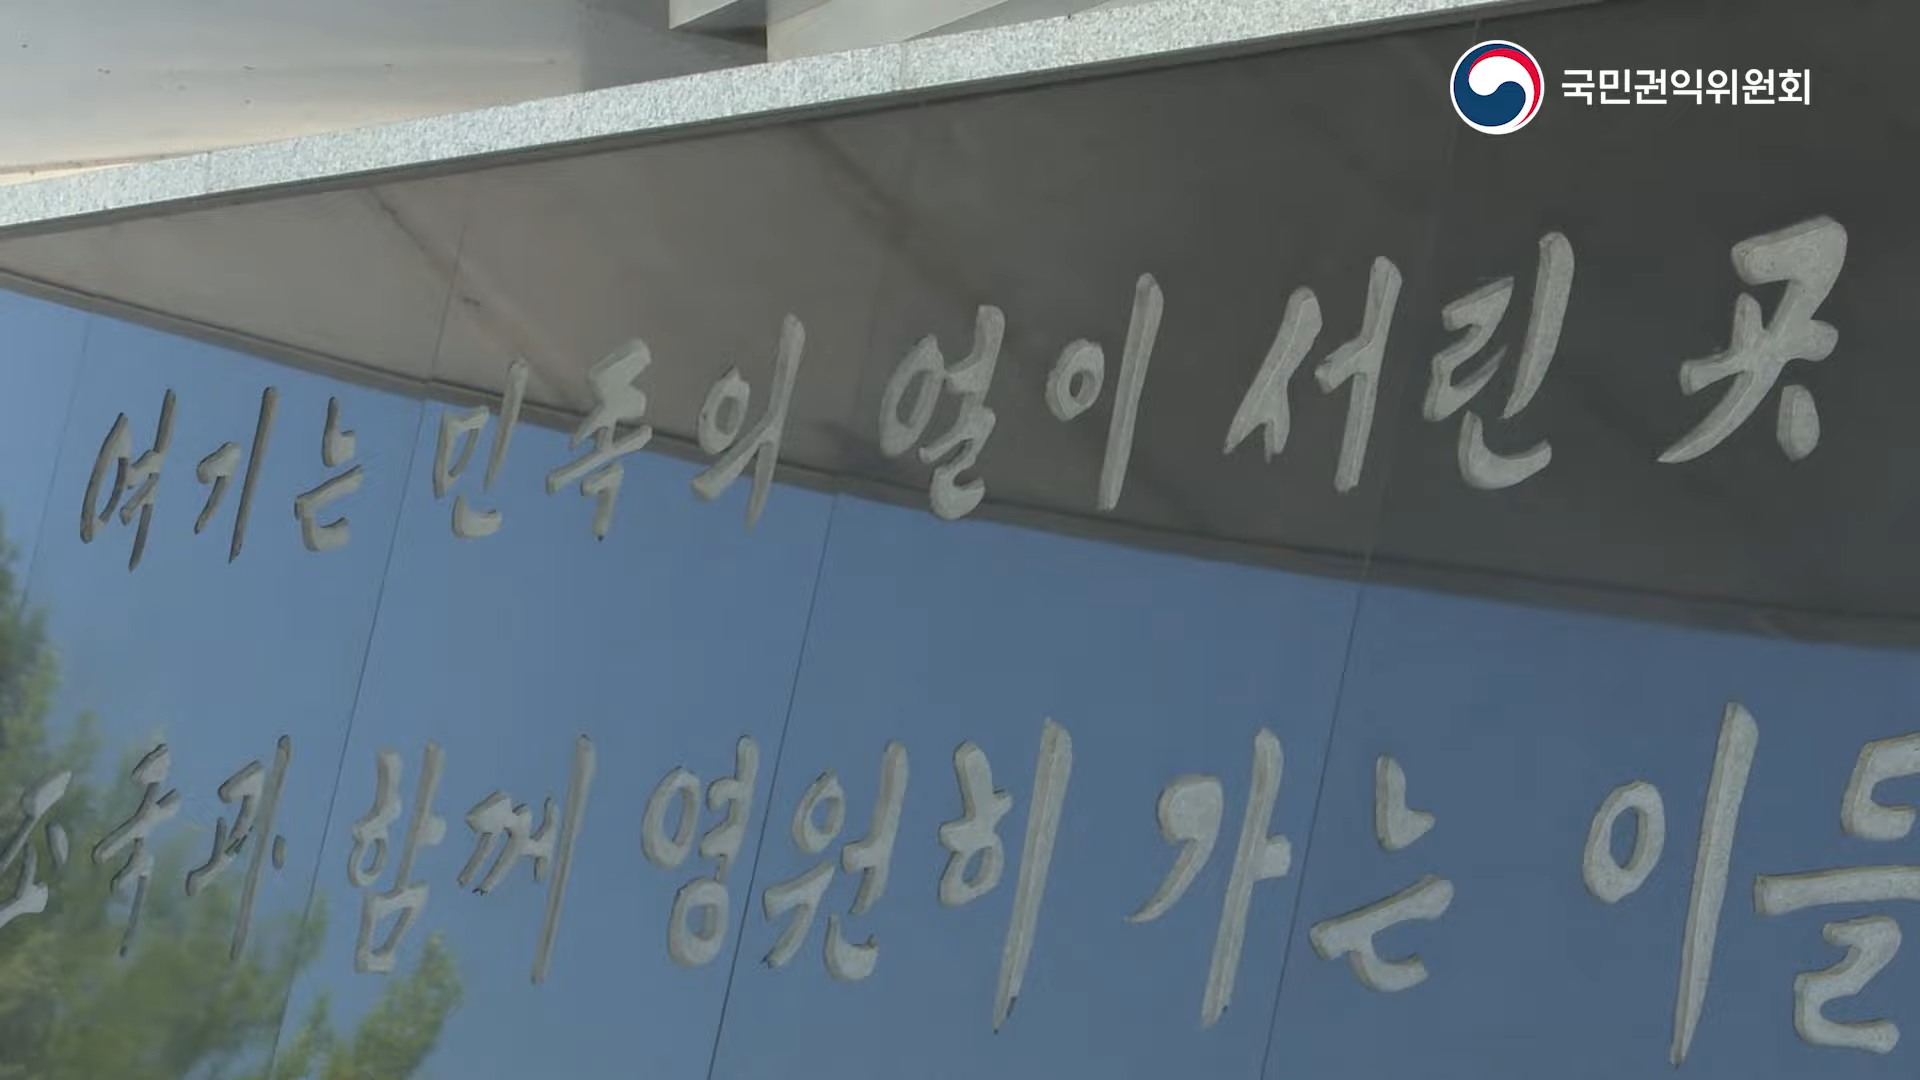 국민권익위원회
여기는 민족의 얼이 서린 곳
조국과 함께 영원히 가는 이들